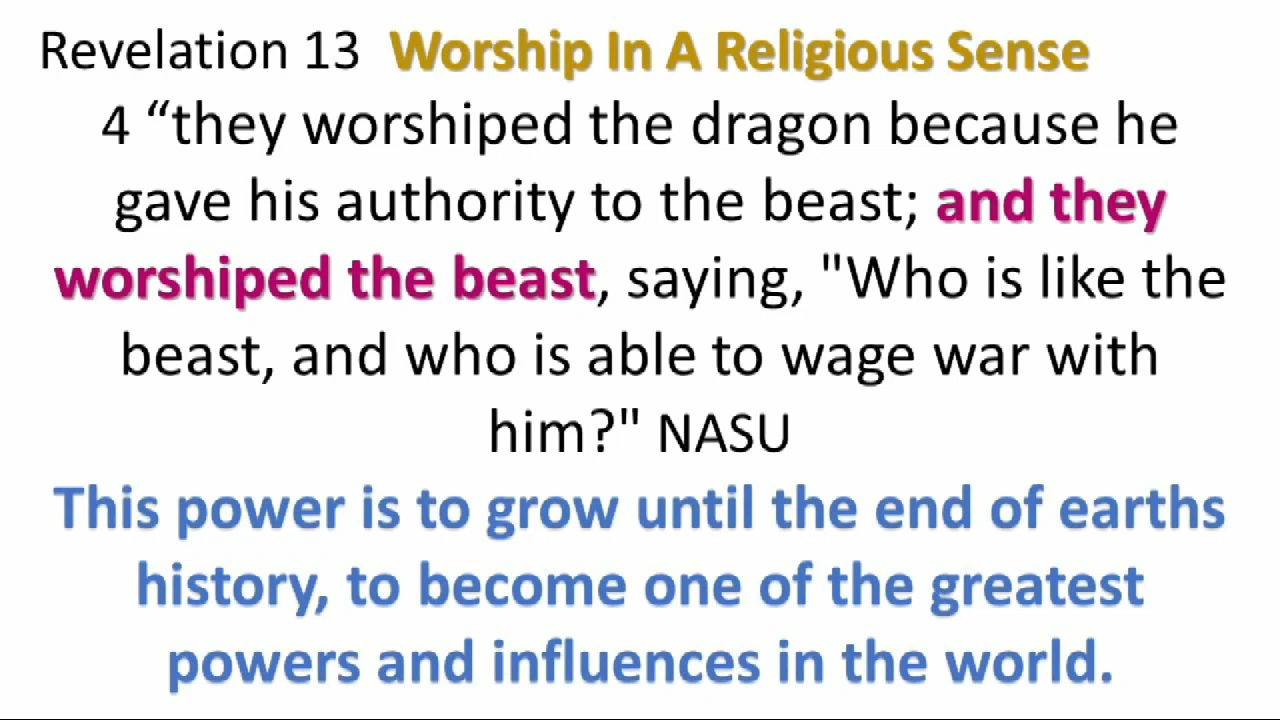 Revelation 13 Worship In A Religious Sense
4 “they worshiped the dragon because he
gave his authority to the beast; and they
worshiped the beast, saying, "Who is like the
beast, and who is able to wage war with
him?" NASU
This power is to grow until the end of earths
history, to become one of the greatest
powers and influences in the world.